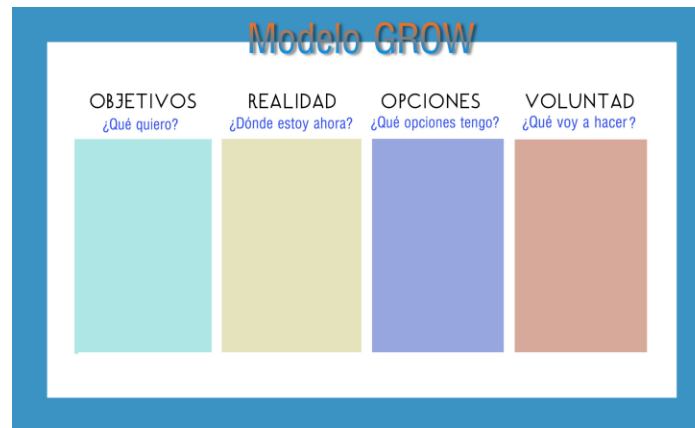 Modelo GROW
OBJETIVOS
¿Qué quiero?
REALIDAD
¿Dónde estoy ahora?
OPCIONES
¿Qué opciones tengo?
VOLUNTAD
¿Qué voy a hacer?